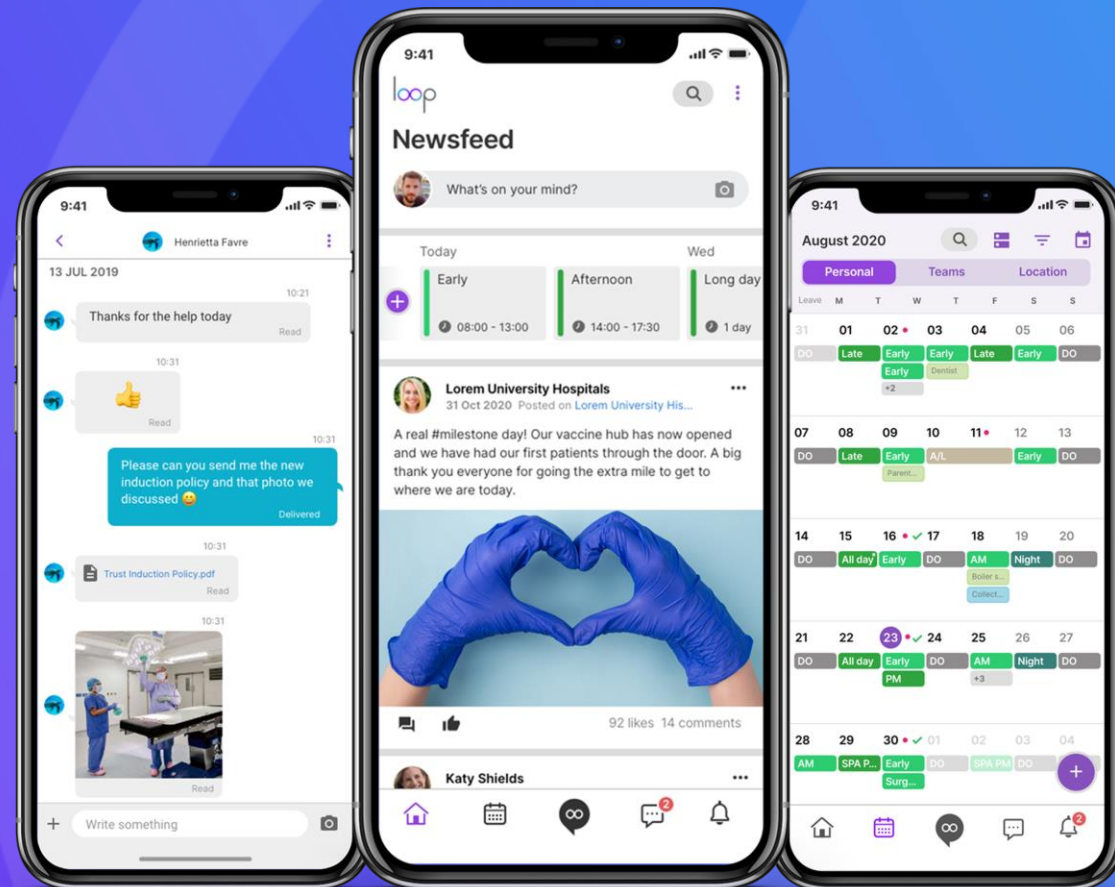 9:41
Henrietta Favre
13 JUL 2019
10:21
Thanks for the help today
Read
10:31
Read
10:31
Please can you send me the new
induction policy and that photo we
discussed 😀
Delivered
10:31
Trust Induction Policy.pdf
Read
10:31
Read
Write something
9:41
loop
Newsfeed
What's on your mind?
Today Wed
Early Afternoon Long day
08:00 - 13:00 14:00 - 17:30 1 day
Lorem University Hospitals
31 Oct 2020 Posted on Lorem University His...
A real #milestone day! Our vaccine hub has now opened
and we have had our first patients through the door. A big
thank you everyone for going the extra mile to get to
where we are today.
92 likes 14 comments
Katy Shields
2
9:41
August 2020
Personal Teams Location
Leave M T W T F S S
31 01 02 03 04 05 06
DO Late Early Early Late Early DO
Early Dentist
+2
07 08 09 10 11 12 13
DO Late Early A/L Early DO
Parent...
14 15 16 17 18 19 20
DO All day Early DO AM Night DO
Boiler s...
Collect...
21 22 23 24 25 26 27
DO All day Early DO AM Night DO
PM +3
28 29 30 01 02 03 04
AM SPA P... Early DO SPA PM DO
Surg...
+
2